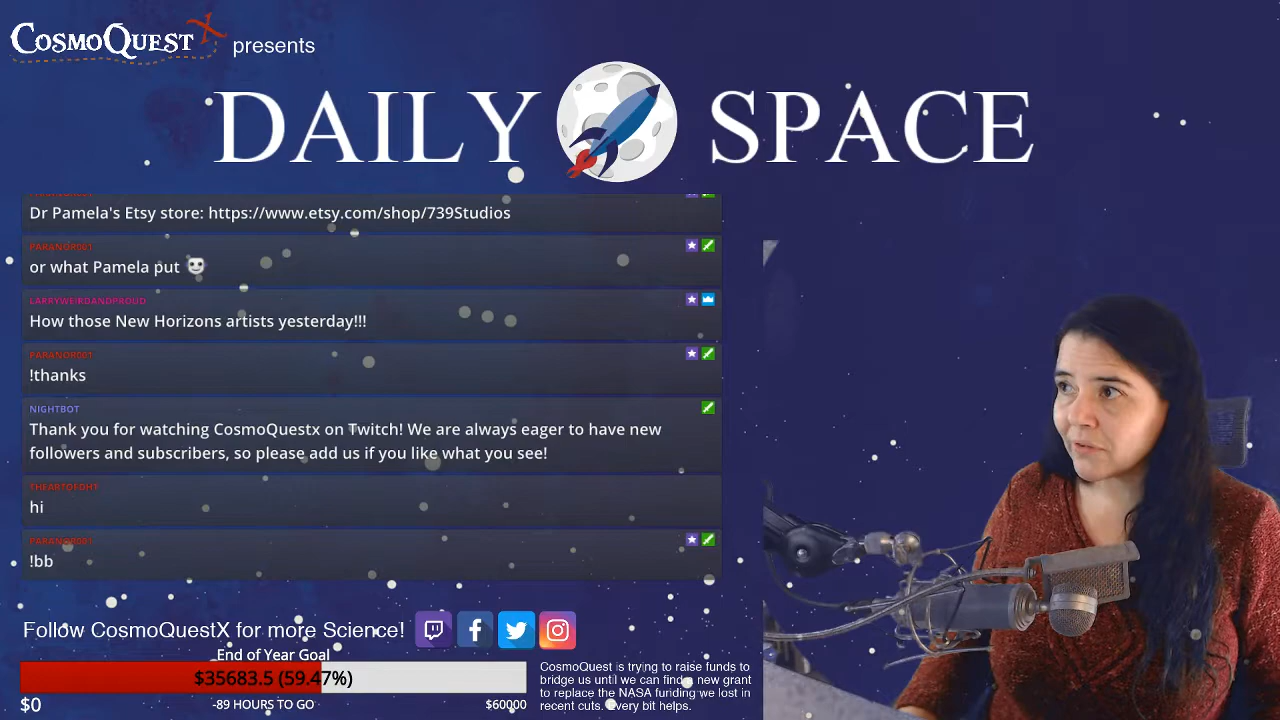 CosmoQuest X presents
DAILY SPACE
Dr Pamela's Etsy store: https://www.etsy.com/shop/739Studios
PARANOR001
or what Pamela put
LARRYWEIRDANDPROUD
How those New Horizons artists yesterday!!!
PARANOR001
!thanks
NIGHTBOT
Thank you for watching CosmoQuestx on Twitch! We are always eager to have new
followers and subscribers, so please add us if you like what you see!
hi
PARANOR001
!bb
Follow CosmoQuestX for more Science!
End of Year Goal
$35683.5 (59.47%)
$0
-89 HOURS TO GO
$60000
CosmoQuest is trying to raise funds to
bridge us until we can find a new grant
to replace the NASA funding we lost in
recent cuts. Every bit helps.